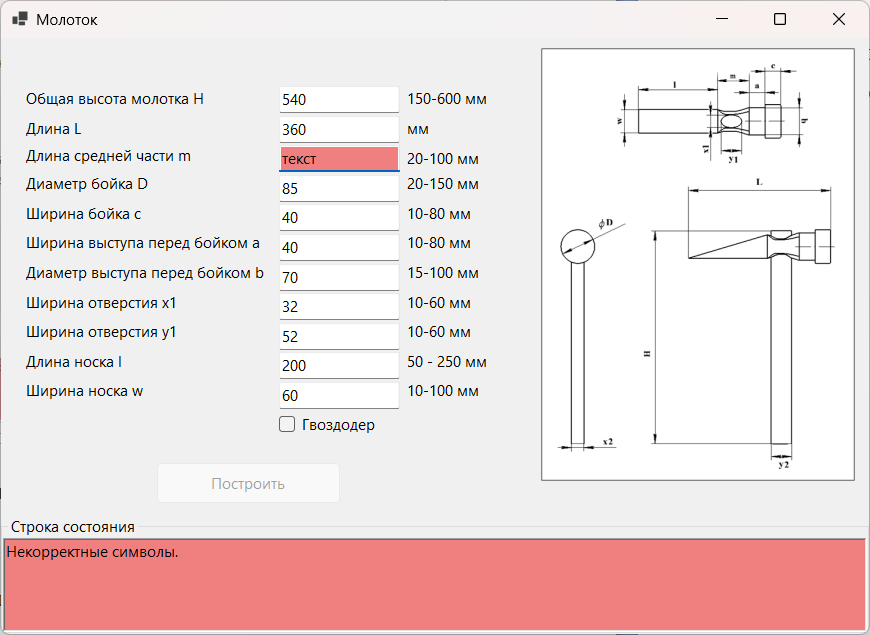 Молоток
Общая высота молотка H 540 150-600 мм
Длина L 360 мм
Длина средней части m текст 20-100 мм
Диаметр бойка D 85 20-150 мм
Ширина бойка c 40 10-80 мм
Ширина выступа перед бойком a 40 10-80 мм
Диаметр выступа перед бойком b 70 15-100 мм
Ширина отверстия x1 32 10-60 мм
Ширина отверстия y1 52 10-60 мм
Длина носка l 200 50 - 250 мм
Ширина носка w 60 10-100 мм
Гвоздодер
Построить
c
m
l
a
w
b
x1
y1
L
ϕD
H
x2
y2
Строка состояния
Некорректные символы.